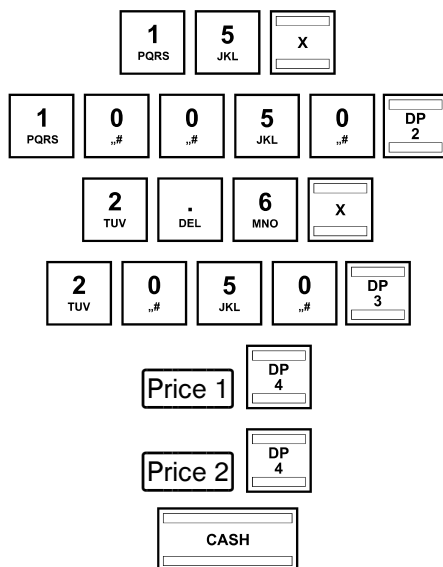 1 5 X
PQRS JKL
1 0 0 5 0 DP
PQRS „# „# JKL „# 2
2 . 6 X
TUV DEL MNO
2 0 5 0 DP
TUV „# JKL „# 3
Price 1 DP
4
Price 2 DP
4
CASH